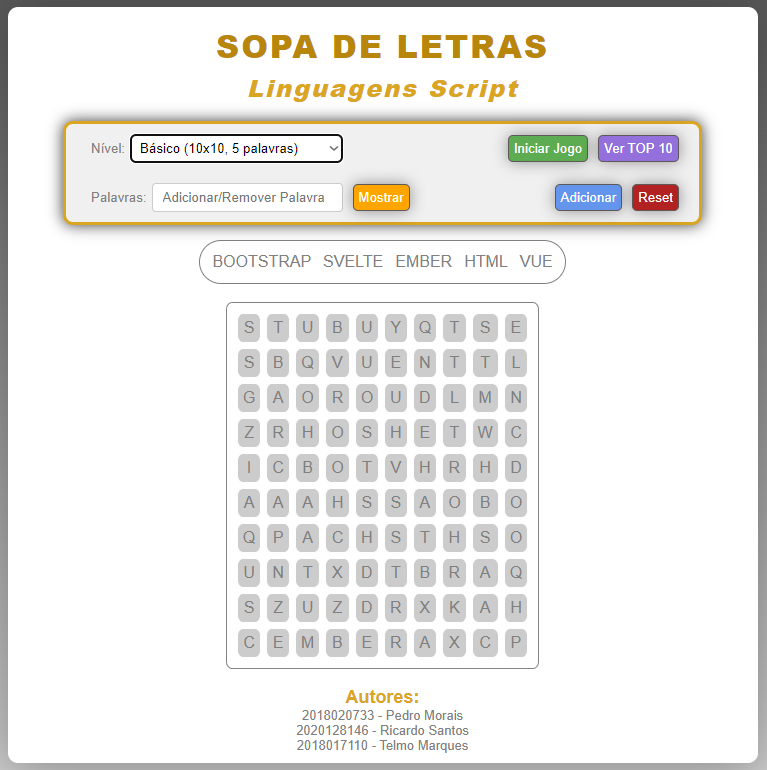 SOPA DE LETRAS
Linguagens Script
Nível: Básico (10x10, 5 palavras) Iniciar Jogo Ver TOP 10
Palavras: Adicionar/Remover Palavra Mostrar Adicionar Reset
BOOTSTRAP SVELTE EMBER HTML VUE
S T U B U Y Q T S E
S B Q V U E N T T L
G A O R O U D L M N
Z R H O S H E T W C
I C B O T V H R H D
A A A H S S A O B O
Q P A C H S T H S O
U N T X D T B R A Q
S Z U Z D R X K A H
C E M B E R A X C P
Autores:
2018020733 - Pedro Morais
2020128146 - Ricardo Santos
2018017110 - Telmo Marques